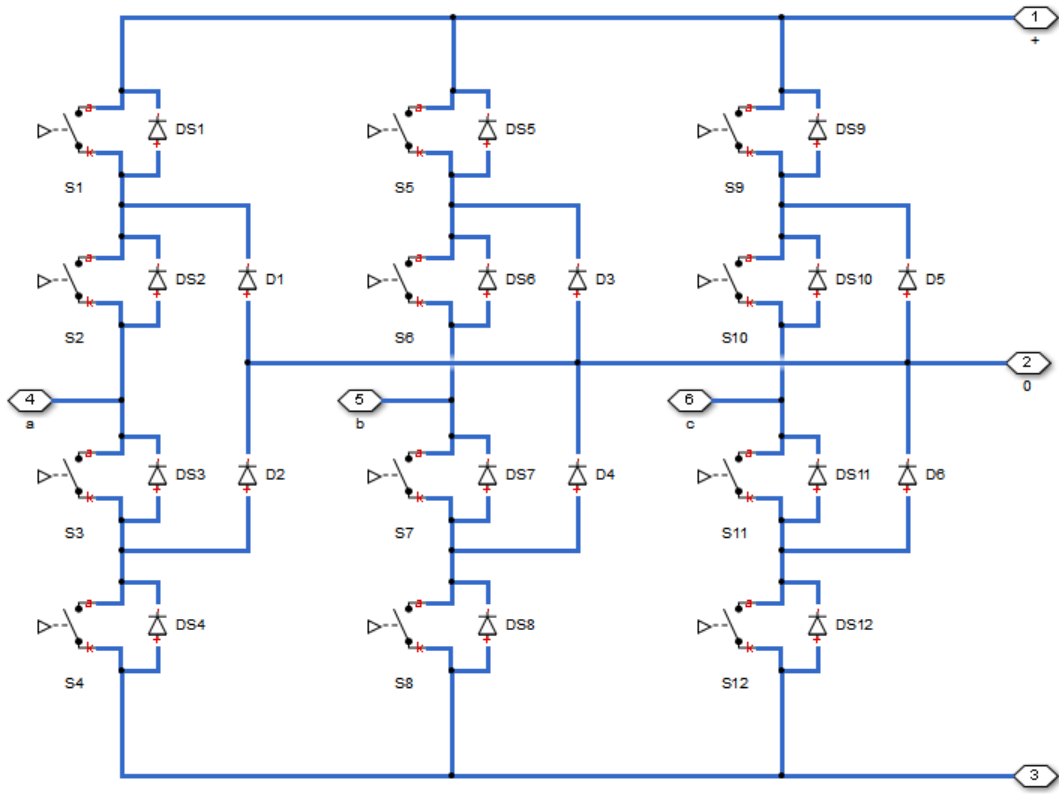 1
+
a
k
S1
DS1
a
k
S5
DS5
a
k
S9
DS9
a
k
S2
DS2
D1
a
k
S6
DS6
D3
a
k
S10
DS10
D5
2
0
4
a
5
b
6
c
a
k
S3
DS3
D2
a
k
S7
DS7
D4
a
k
S11
DS11
D6
a
k
S4
DS4
a
k
S8
DS8
a
k
S12
DS12
3